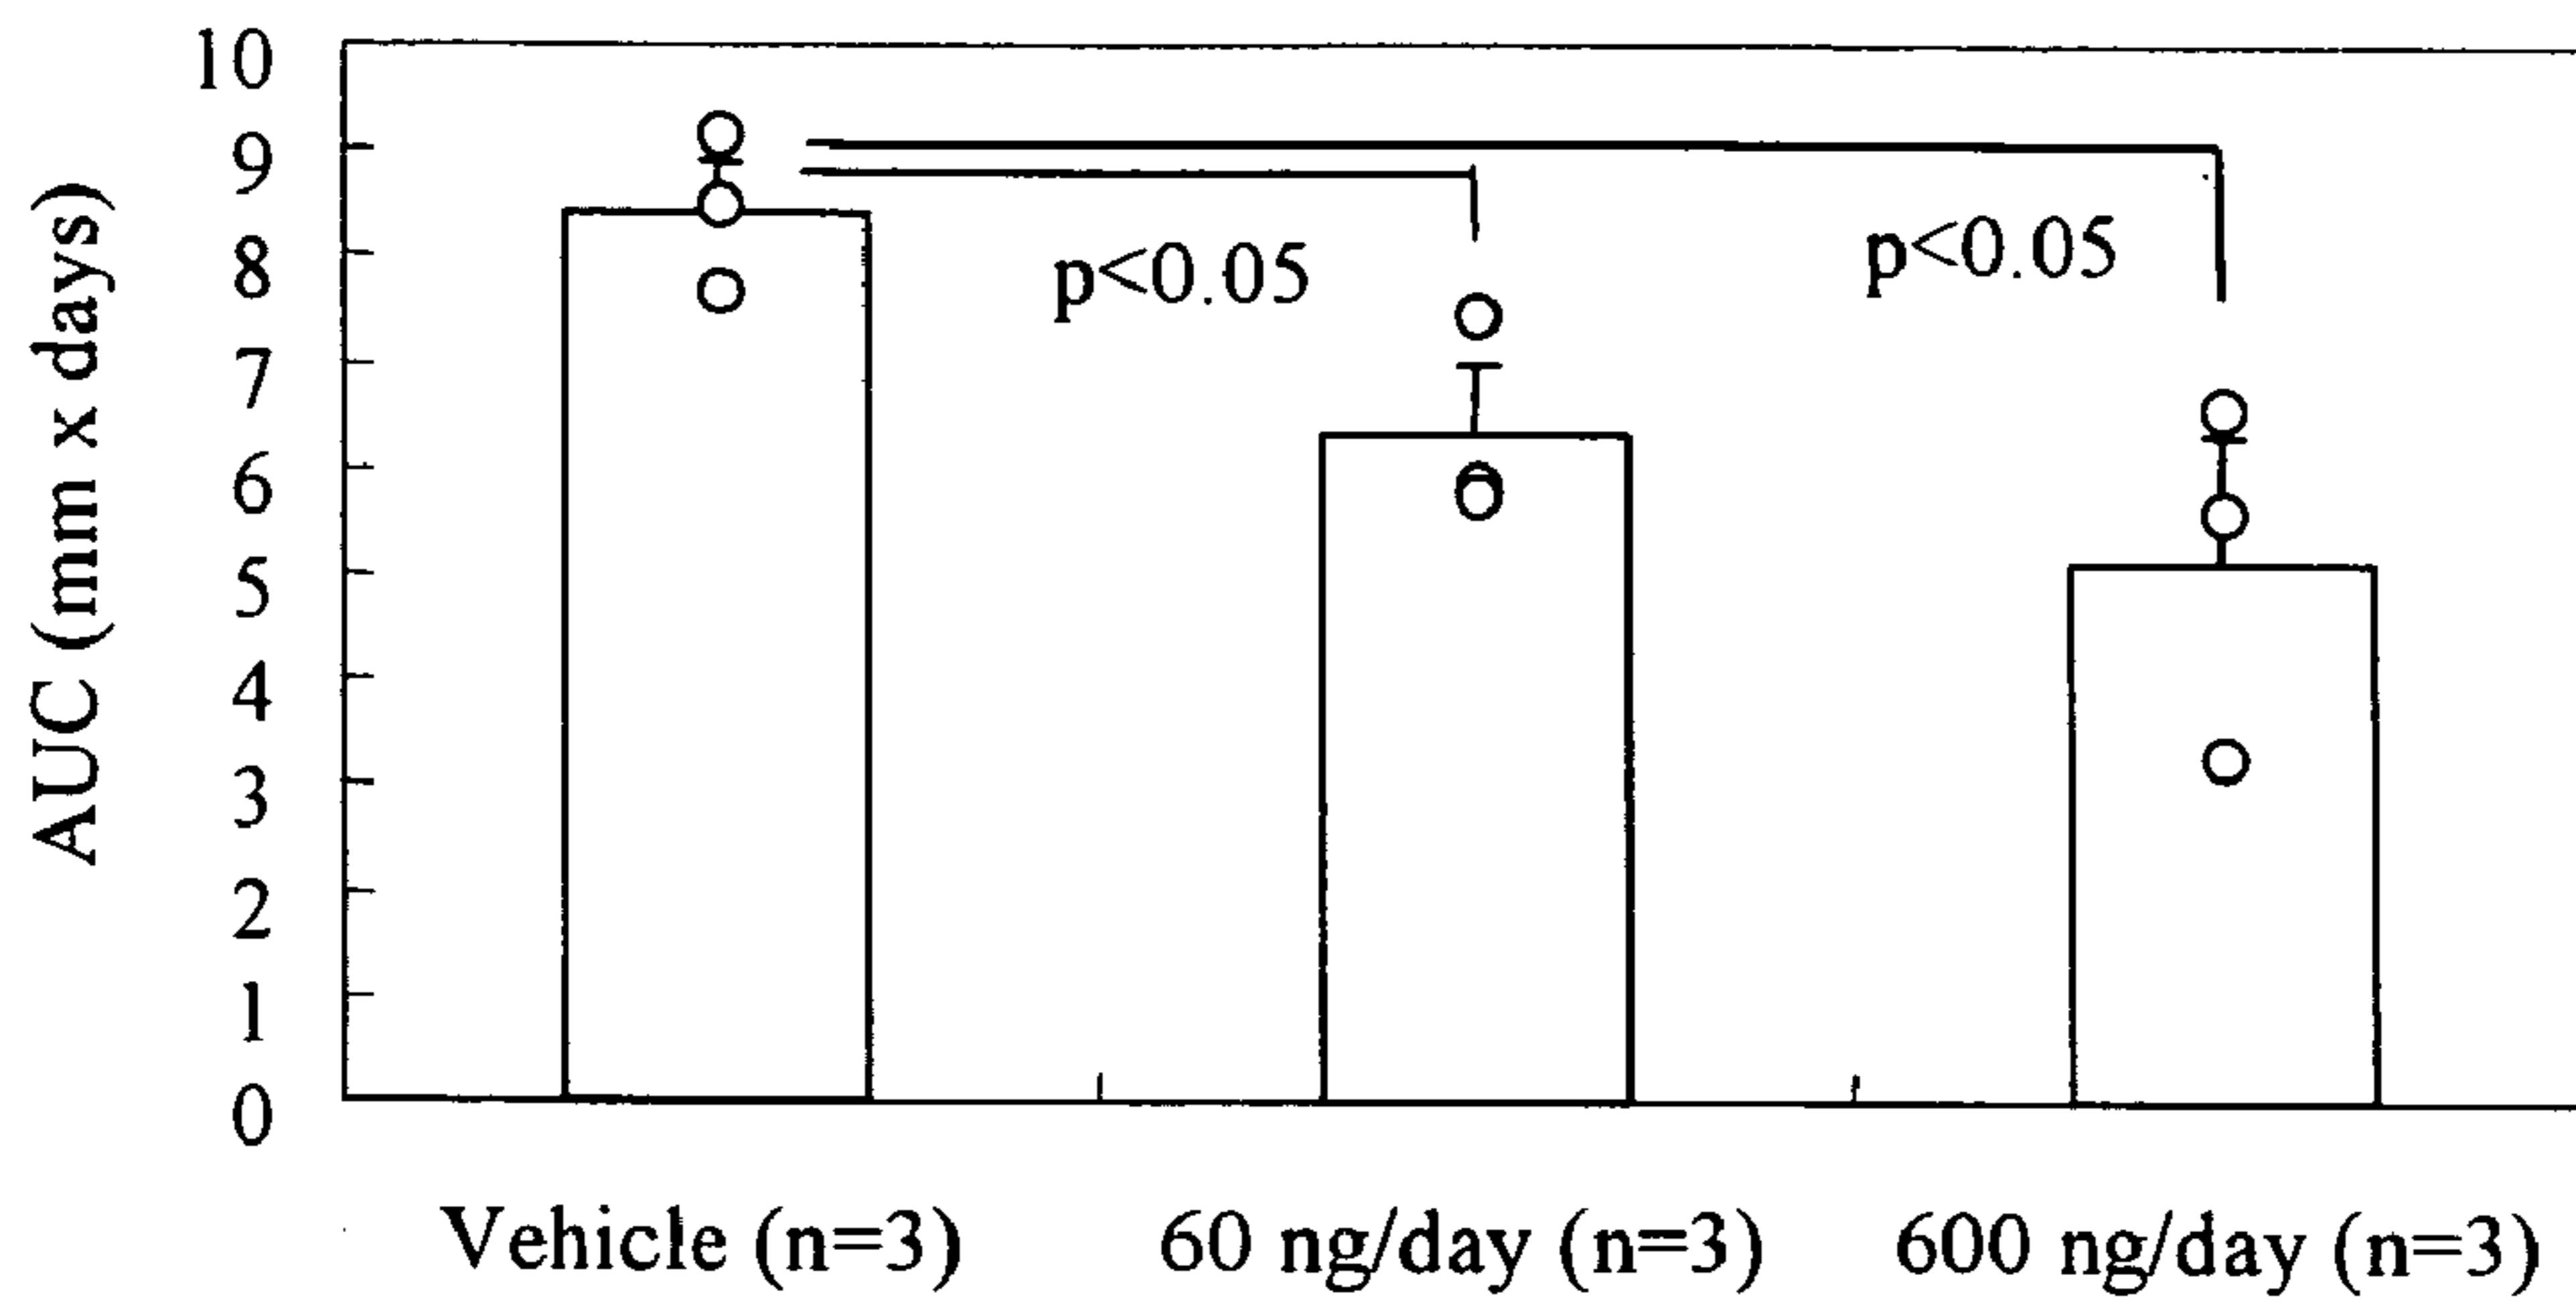 AUC (mm x days)
10
9
8
7
6
5
4
3
2
1
0
p<0.05
p<0.05
Vehicle (n=3)
60 ng/day (n=3)
600 ng/day (n=3)